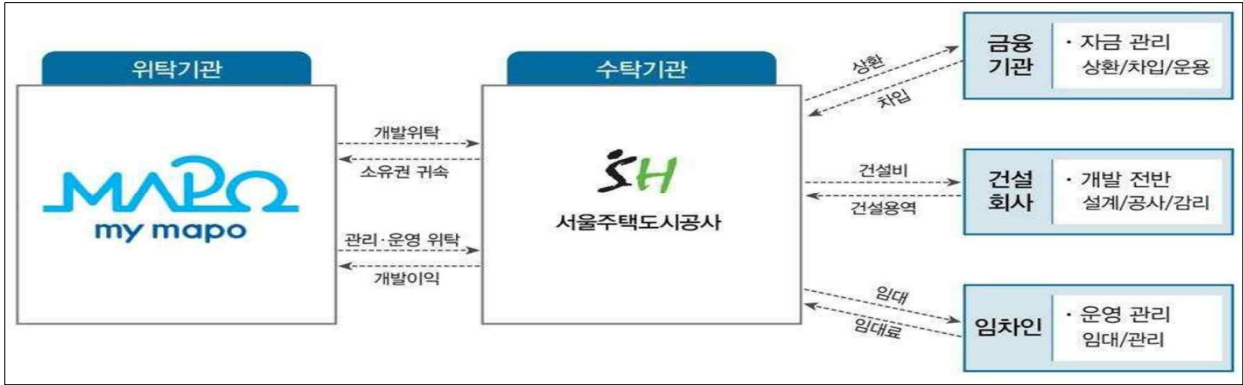 위탁기관
MAPO
my mapo
개발위탁
소유권 귀속
관리·운영 위탁
개발이익
수탁기관
SH
서울주택도시공사
상환
차입
건설비
건설용역
임대
임대료
금융
기관
· 자금 관리
상환/차입/운용
건설
회사
· 개발 전반
설계/공사/감리
임차인
· 운영 관리
임대/관리